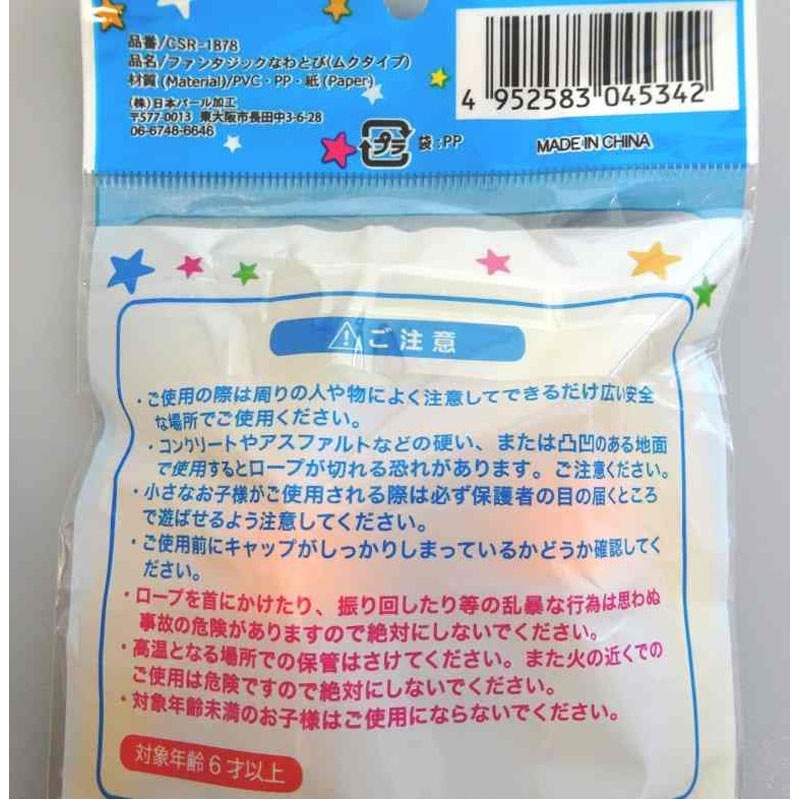 品番/CSR-1878
品名/ファンタジックなわとび(ムクタイプ)
材質(Material)/PVC・PP・紙(Paper)
(株)日本パール加工
〒577-0013 東大阪市長田中3-6-28
06-6746-6646
プラ 袋:PP
4 952583 045342
MADE IN CHINA
⚠ご注意
・ご使用の際は周りの人や物によく注意してできるだけ広い安全
な場所でご使用ください。
・コンクリートやアスファルトなどの硬い、または凸凹のある地面
で使用するとロープが切れる恐れがあります。ご注意ください。
・小さなお子様がご使用される際は必ず保護者の目の届くところ
で遊ばせるよう注意してください。
・ご使用前にキャップがしっかりしまっているかどうか確認してく
ださい。
・ロープを首にかけたり、振り回したり等の乱暴な行為は思わぬ
事故の危険がありますので絶対にしないでください。
・高温となる場所での保管はさけてください。また火の近くでの
ご使用は危険ですので絶対にしないでください。
・対象年齢未満のお子様はご使用にならないでください。
対象年齢6才以上